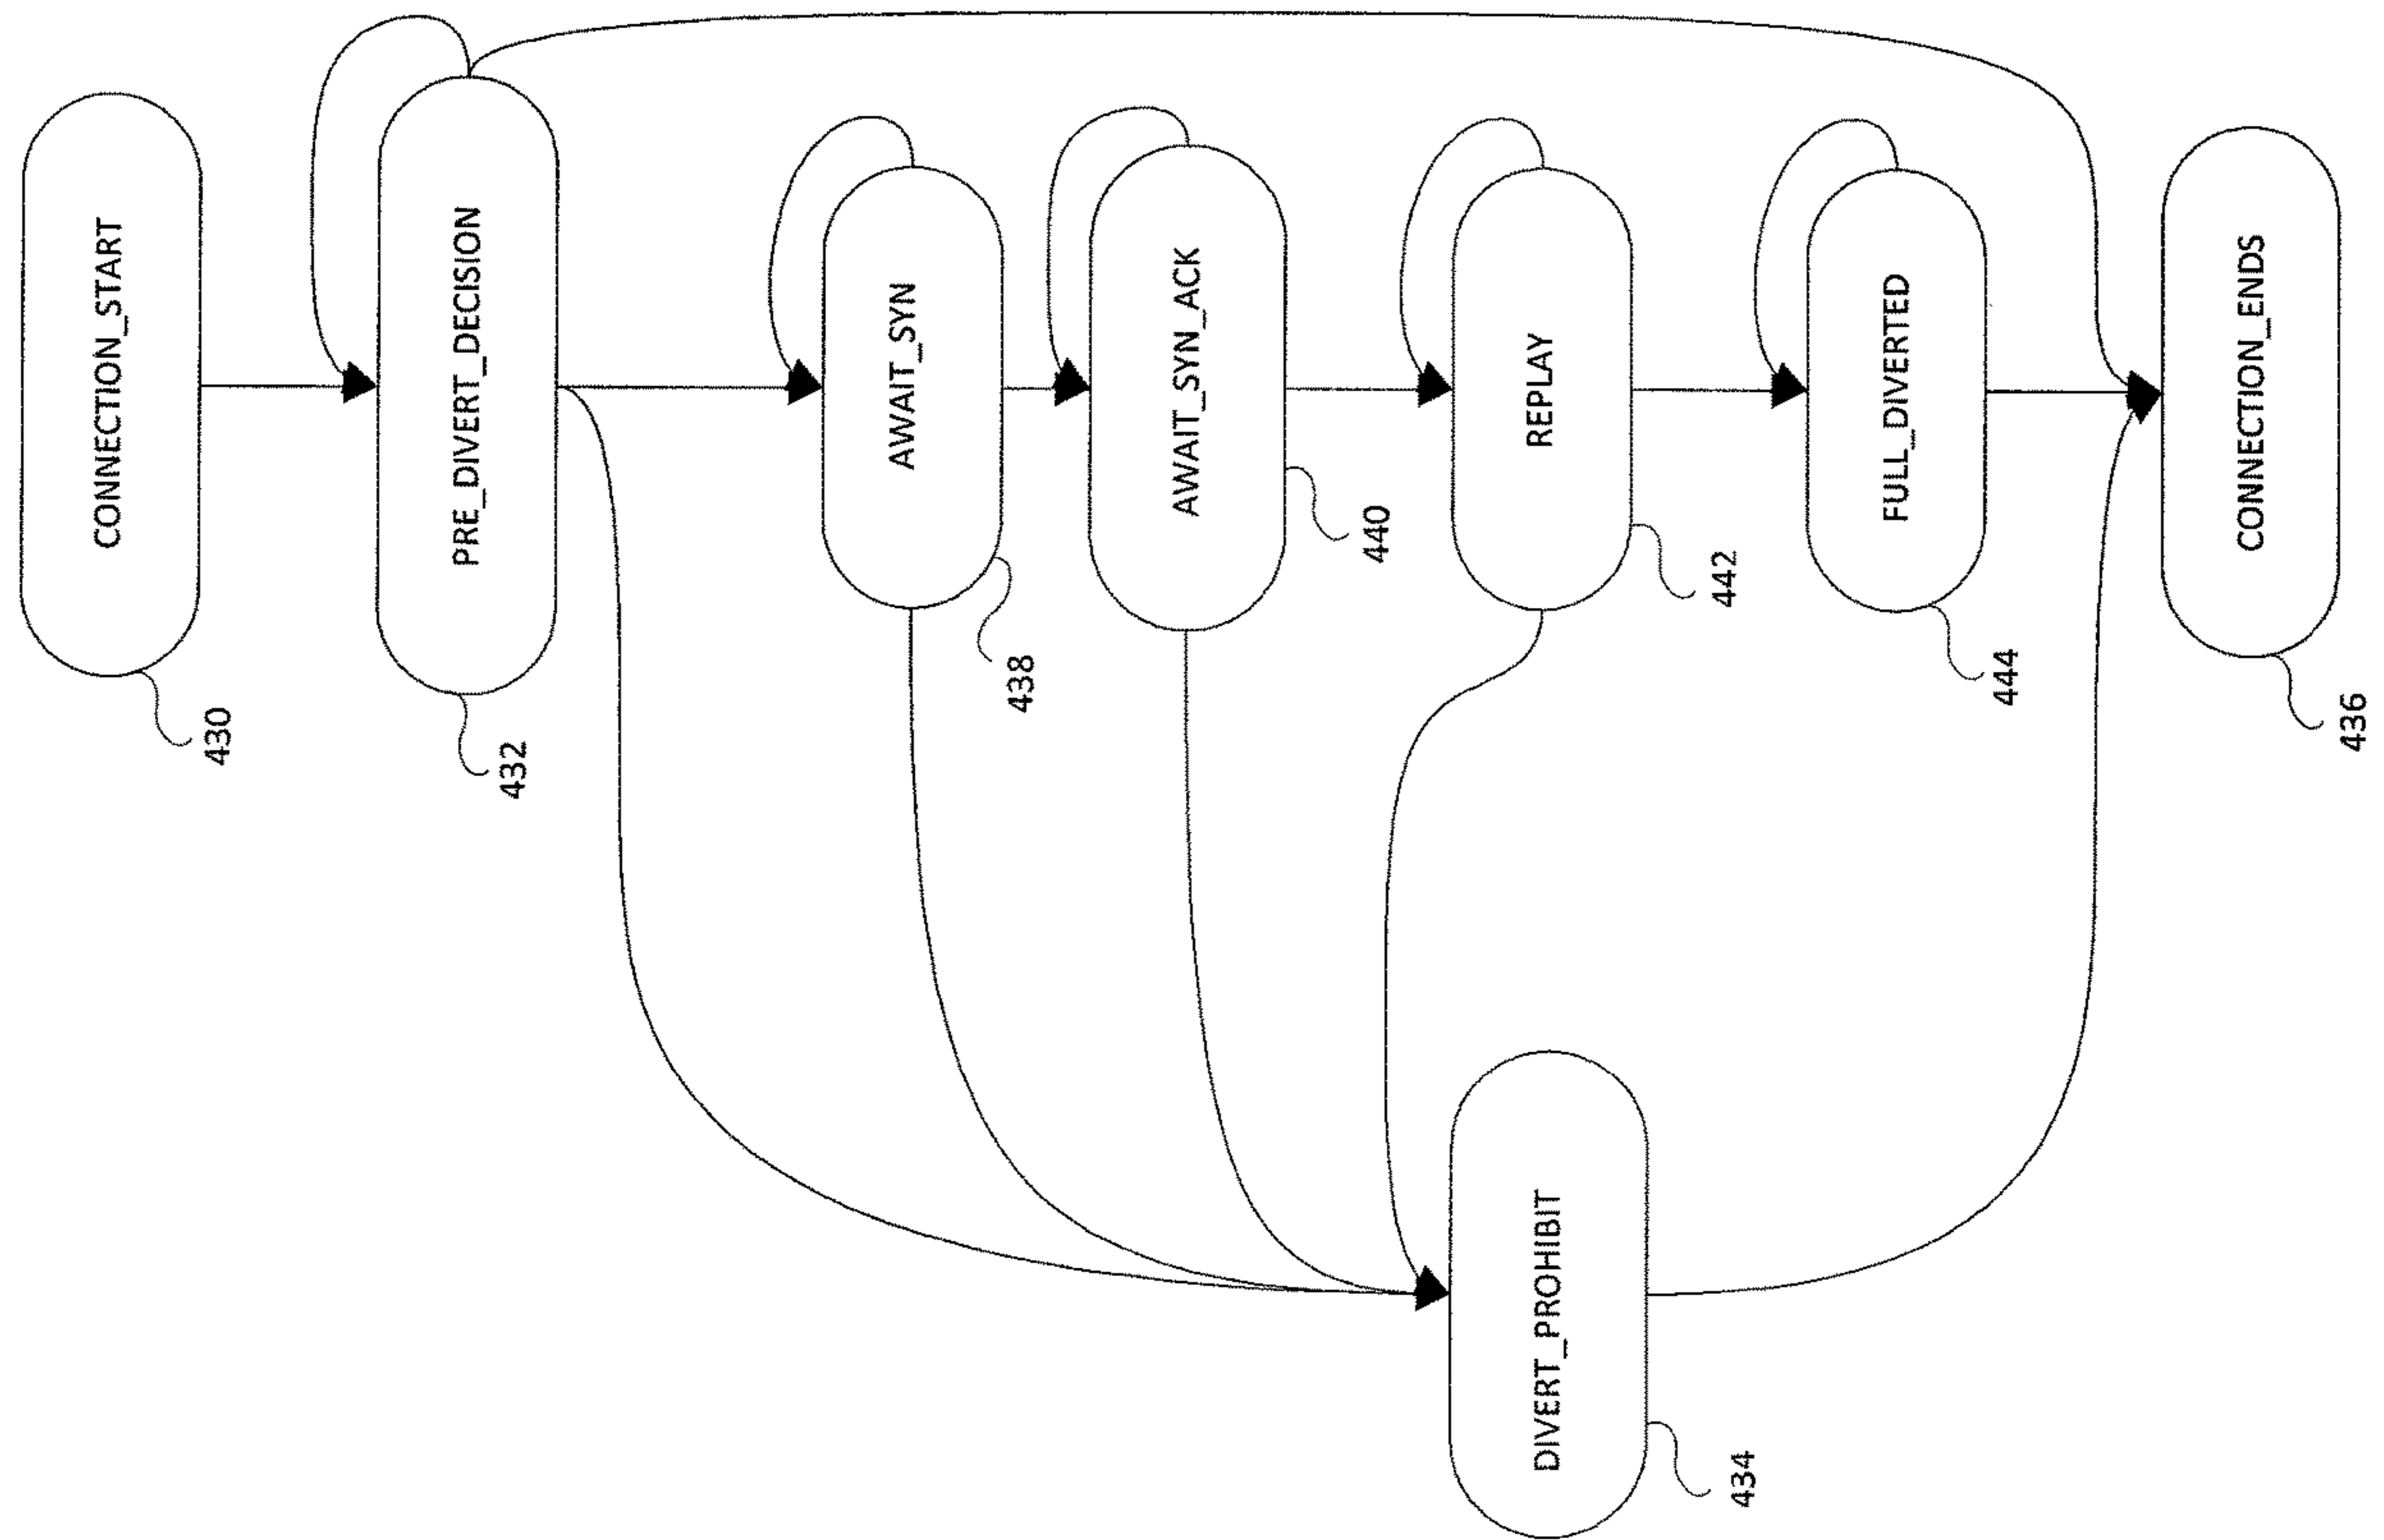 CONNECTION_START
430
PRE_DIVERT_DECISION
432
AWAIT_SYN
438
AWAIT_SYN_ACK
440
REPLAY
442
DIVERT_PROHIBIT
434
FULL_DIVERTED
444
CONNECTION_ENDS
436